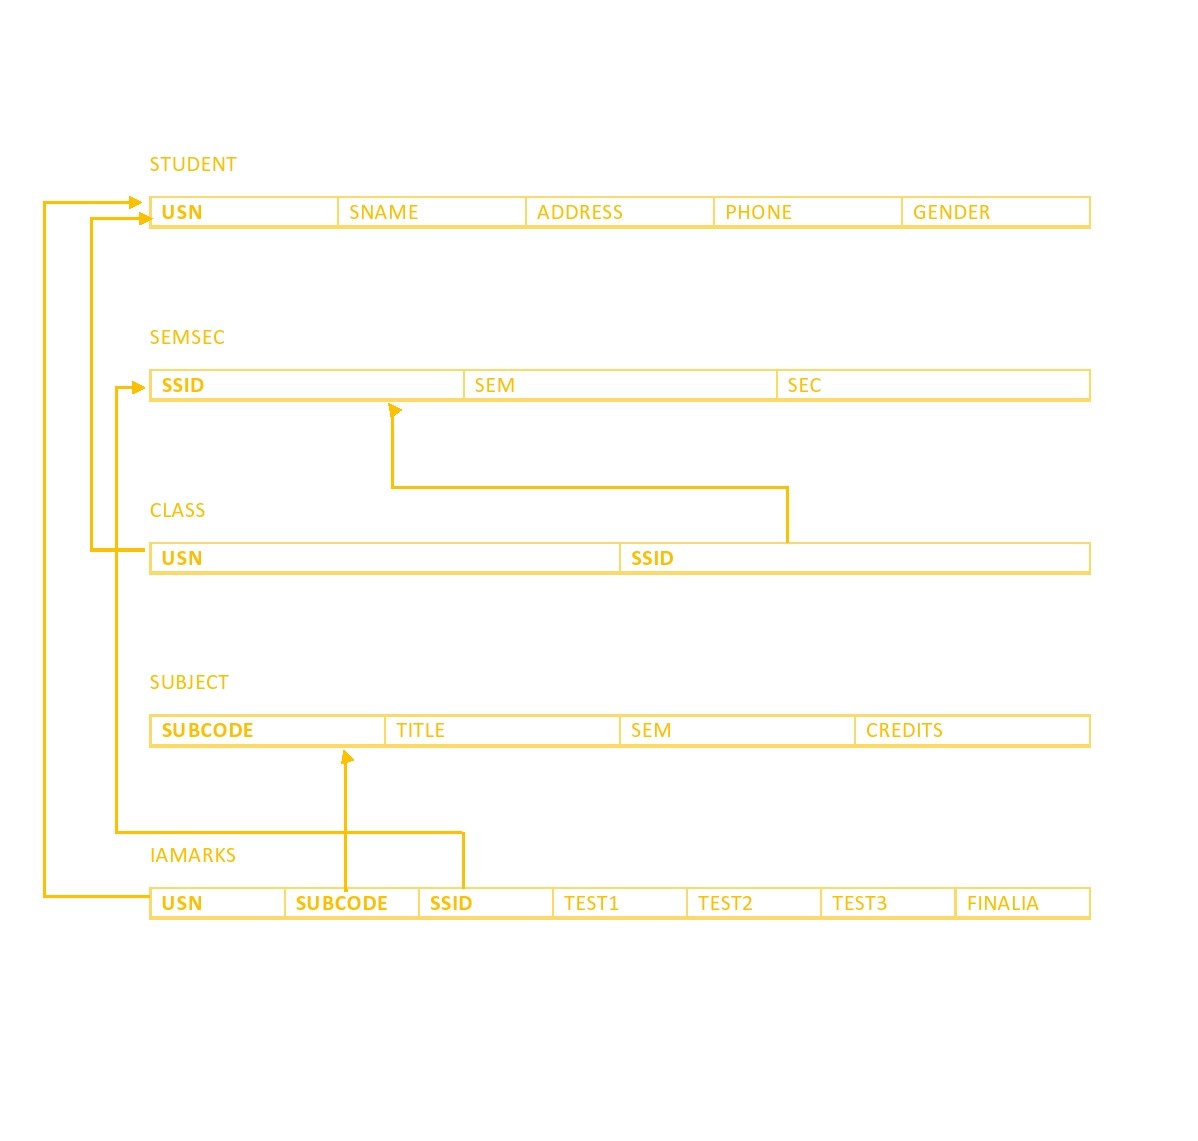 STUDENT
USN SNAME ADDRESS PHONE GENDER
SEMSEC
SSID SEM SEC
CLASS
USN SSID
SUBJECT
SUBCODE TITLE SEM CREDITS
IAMARKS
USN SUBCODE SSID TEST1 TEST2 TEST3 FINALIA